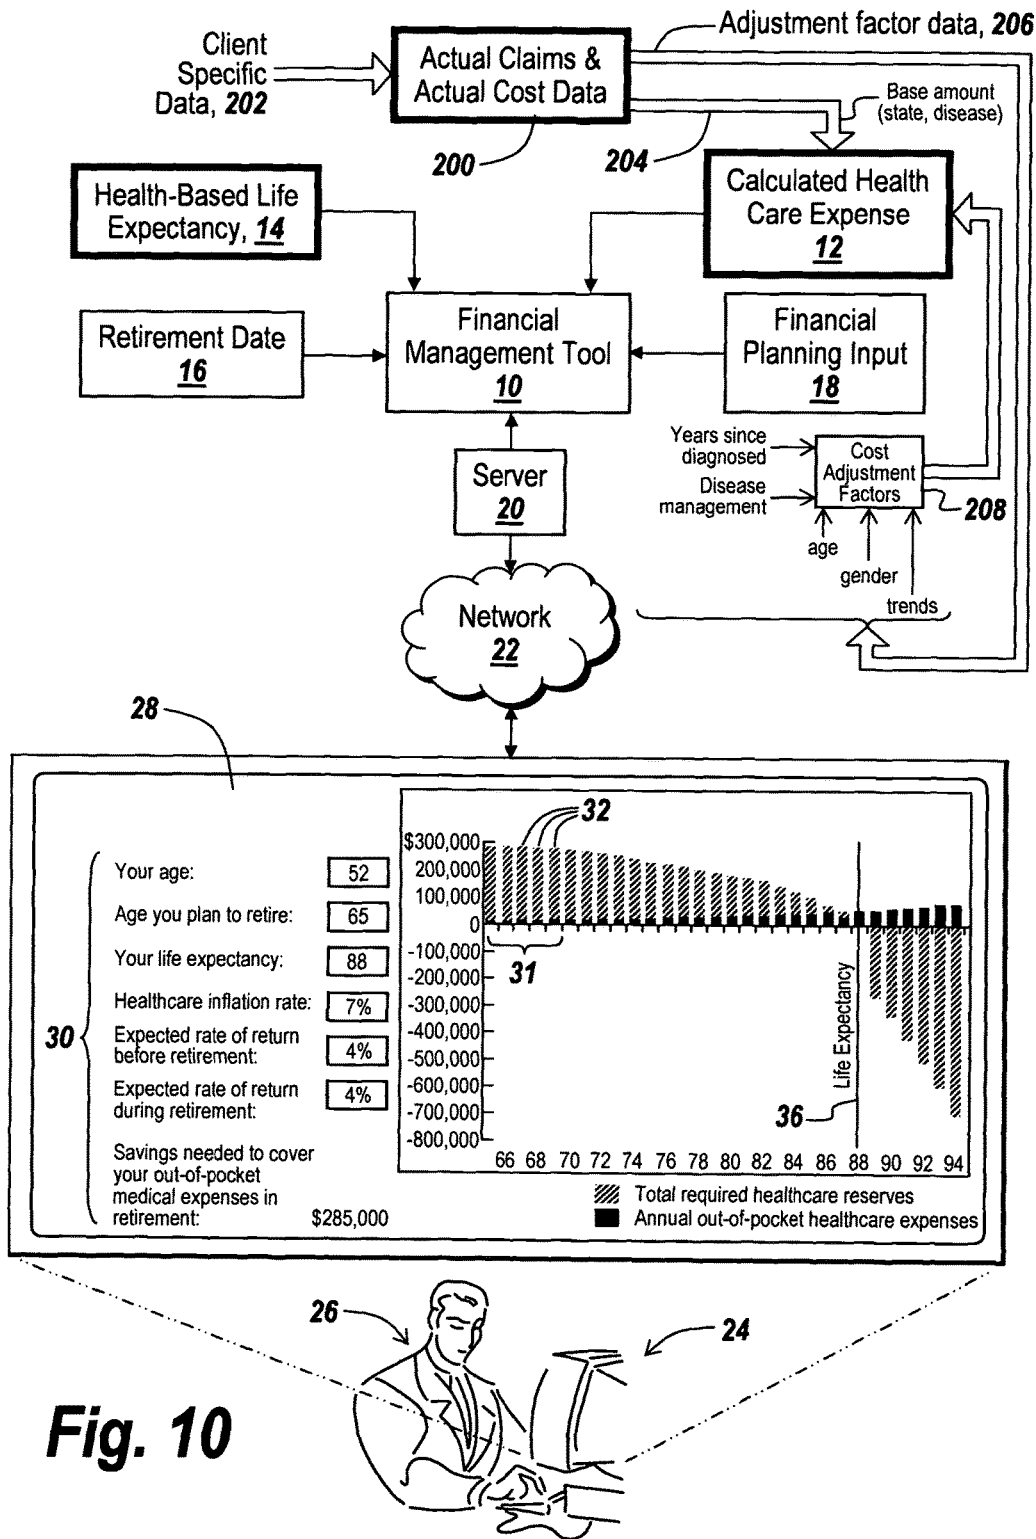 Adjustment factor data, 206
Client
Specific
Data, 202
Actual Claims &
Actual Cost Data
200
204
Base amount
(state, disease)
Health-Based Life
Expectancy, 14
Calculated Health
Care Expense
12
Retirement Date
16
Financial
Management Tool
10
Financial
Planning Input
18
Years since
diagnosed
Disease
management
Cost
Adjustment
Factors
208
age
gender
trends
Server
20
Network
22
28
30
Your age: 52
Age you plan to retire: 65
Your life expectancy: 88
Healthcare inflation rate: 7%
Expected rate of return
before retirement: 4%
Expected rate of return
during retirement: 4%
Savings needed to cover
your out-of-pocket
medical expenses in
retirement: $285,000
32
$300,000
200,000
100,000
0
-100,000
-200,000
-300,000
-400,000
-500,000
-600,000
-700,000
-800,000
31
Life Expectancy
36
66 68 70 72 74 76 78 80 82 84 86 88 90 92 94
Total required healthcare reserves
Annual out-of-pocket healthcare expenses
26
24
Fig. 10